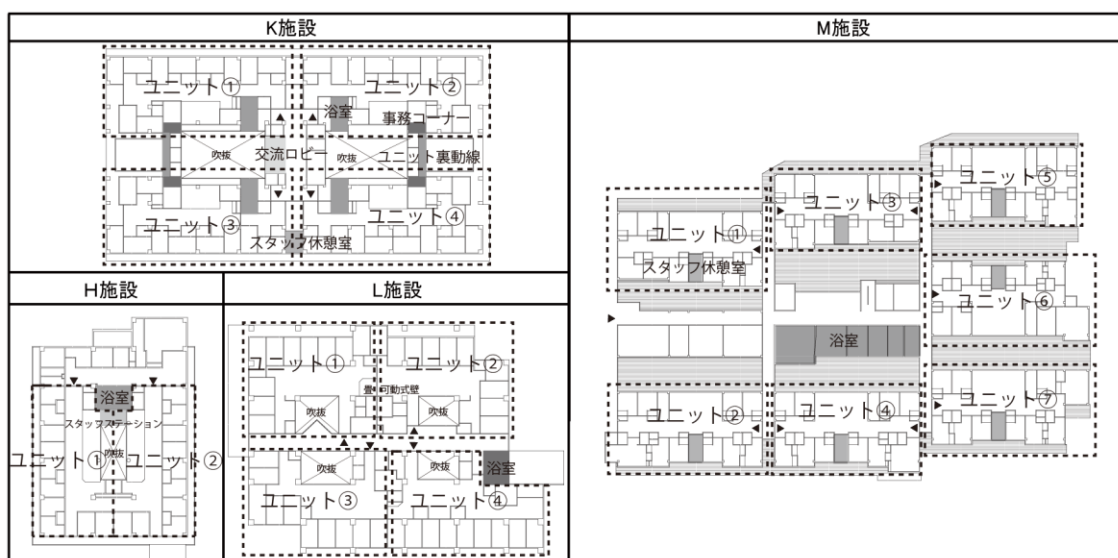 K施設
ユニット①
ユニット②
浴室
事務コーナー
吹抜
交流ロビー
吹抜
ユニット裏動線
ユニット③
ユニット④
スタッフ休憩室
M施設
ユニット①
スタッフ休憩室
ユニット③
ユニット⑤
ユニット⑥
浴室
ユニット②
ユニット④
ユニット⑦
H施設
浴室
スタッフステーション
ユニット①
吹抜
ユニット②
L施設
ユニット①
ユニット②
畳・可動式壁
吹抜
吹抜
吹抜
吹抜
浴室
ユニット③
ユニット④